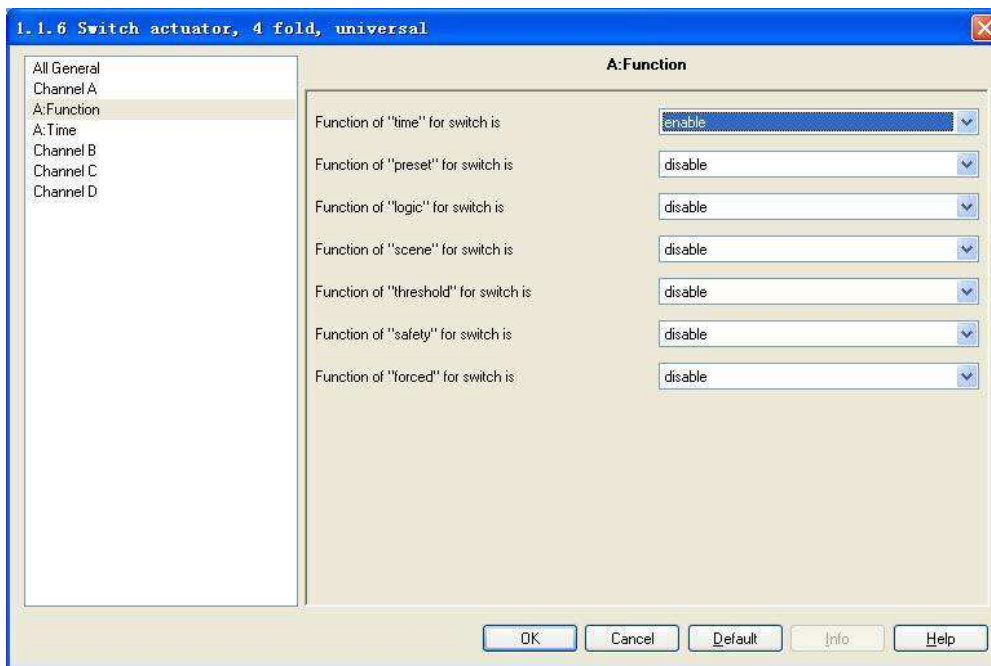 1.1.6 Switch actuator, 4 fold, universal
All General
Channel A
A:Function
A:Time
Channel B
Channel C
Channel D
A:Function
Function of "time" for switch is enable
Function of "preset" for switch is disable
Function of "logic" for switch is disable
Function of "scene" for switch is disable
Function of "threshold" for switch is disable
Function of "safety" for switch is disable
Function of "forced" for switch is disable
OK Cancel Default Info Help